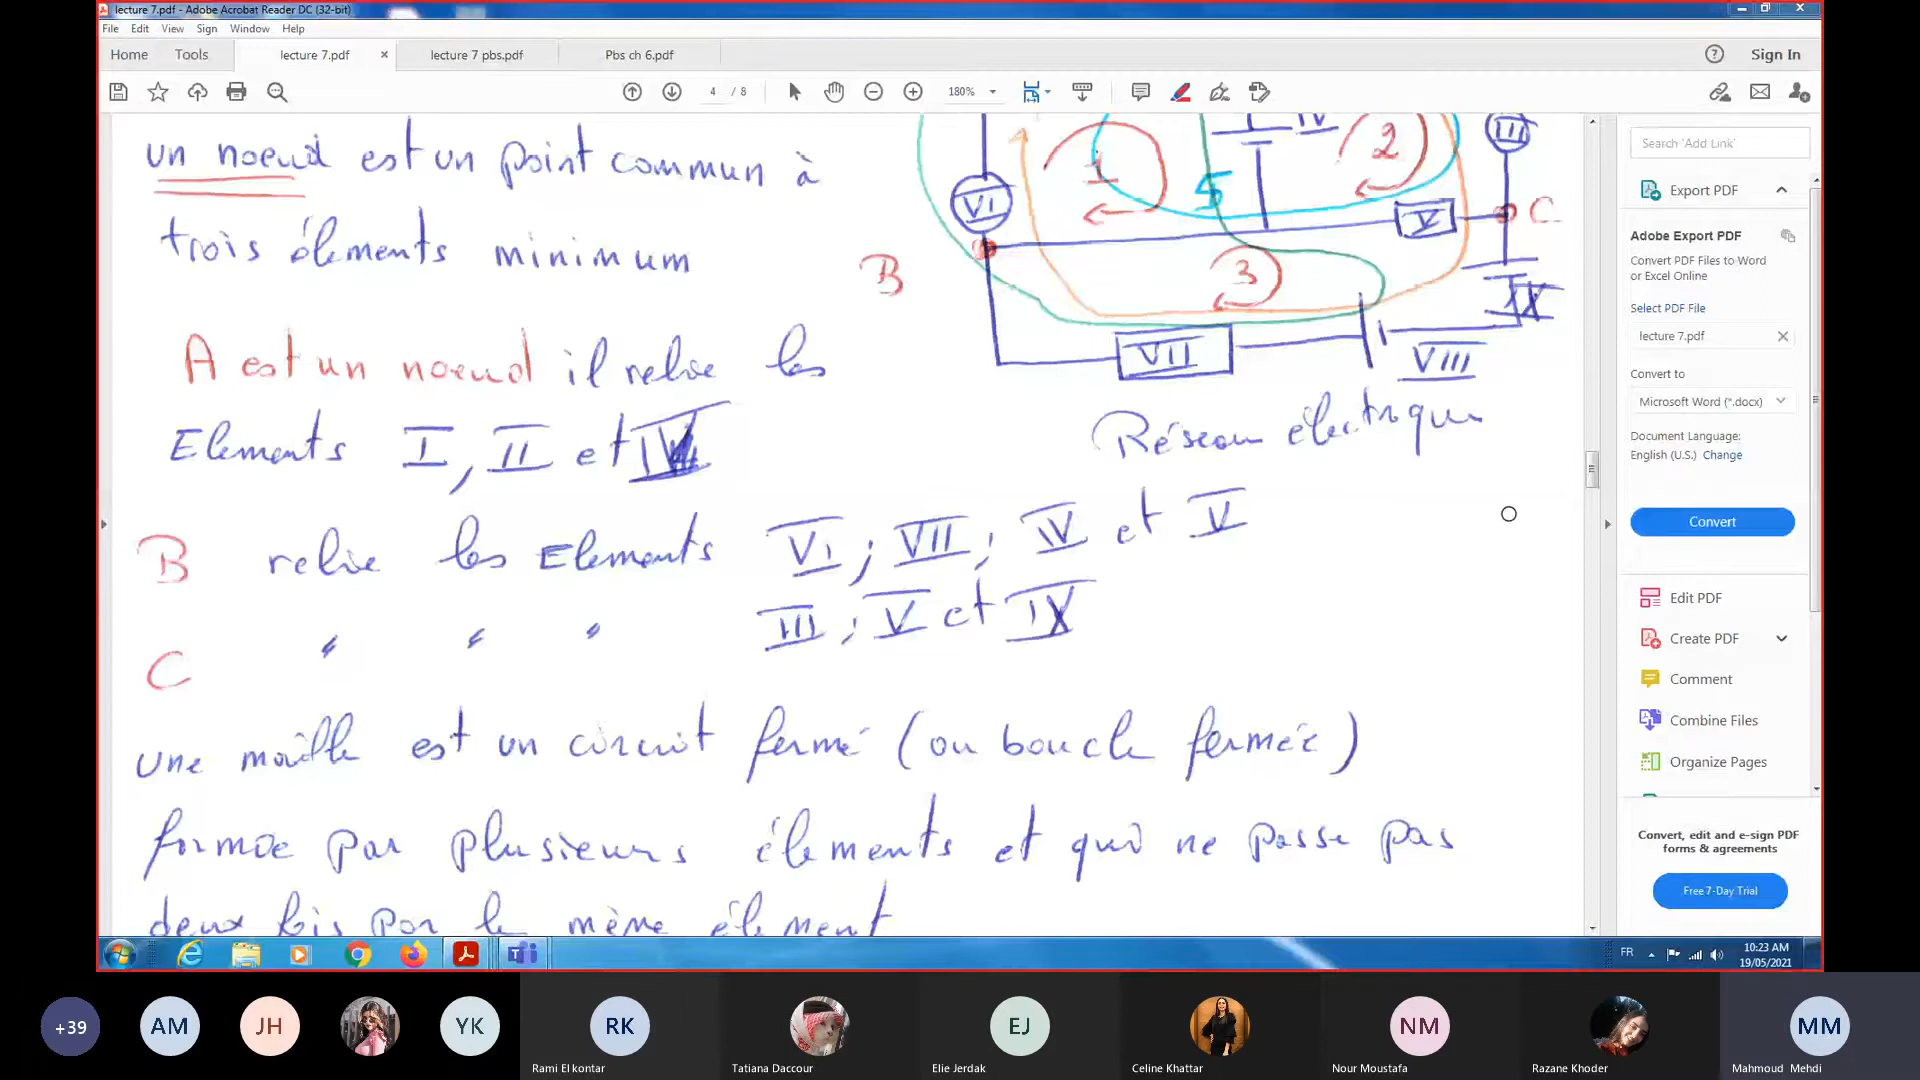 lecture 7.pdf - Adobe Acrobat Reader DC (32-bit)
File Edit View Sign Window Help
Home Tools lecture 7.pdf × lecture 7 pbs.pdf Pbs ch 6.pdf Sign In
4 / 8 180%
un noeud est un point commun à
trois élements minimum
A est un noeud il relie les
Elements I, II et IV
B relie les Elements VI ; VII ; IV et V
C " " " III ; V et IX
une maille est un circuit fermé (ou boucle fermée)
formée par plusieurs élements et qui ne passe pas
deux fois par le même élement
IV III
1 2
VI 5 V C
B 3
IX
VII VIII
Réseau électrique
Search 'Add Link'
Export PDF
Adobe Export PDF
Convert PDF Files to Word
or Excel Online
Select PDF File
lecture 7.pdf
Convert to
Microsoft Word (*.docx)
Document Language:
English (U.S.) Change
Convert
Edit PDF
Create PDF
Comment
Combine Files
Organize Pages
Convert, edit and e-sign PDF
forms & agreements
Free 7-Day Trial
FR 10:23 AM
19/05/2021
+39 AM JH YK RK EJ NM MM
Rami El kontar Tatiana Daccour Elie Jerdak Celine Khattar Nour Moustafa Razane Khoder Mahmoud Mehdi